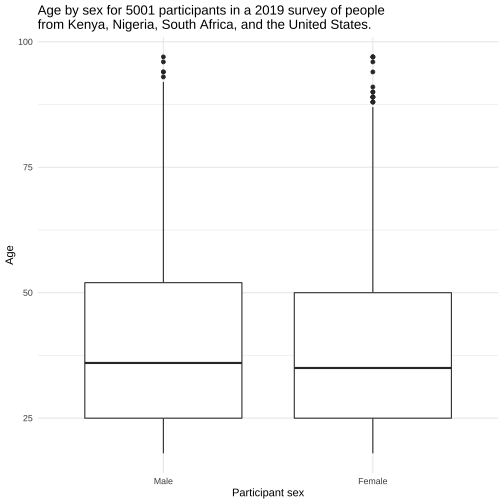 Age by sex for 5001 participants in a 2019 survey of people
from Kenya, Nigeria, South Africa, and the United States.
100
75
50
25
Age
Male
Female
Participant sex